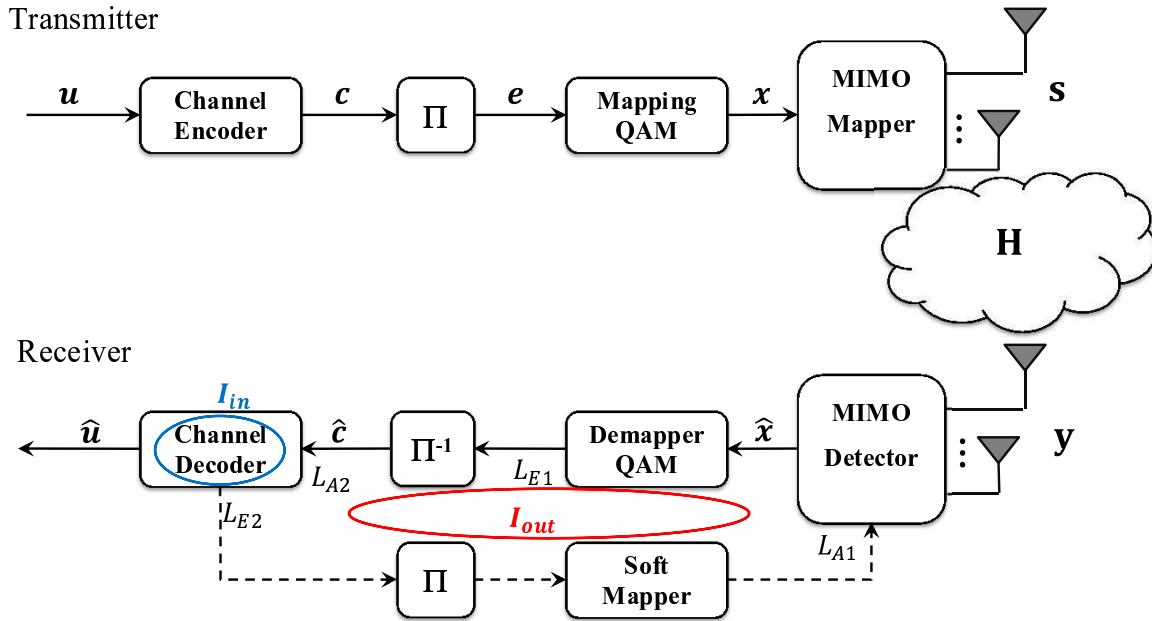 Transmitter
u
Channel
Encoder
c
Π
e
Mapping
QAM
x
MIMO
Mapper
⋮
s
⋮
H
Receiver
û
I_in
Channel
Decoder
ĉ
L_A2
Π⁻¹
L_E1
Demapper
QAM
x̂
MIMO
Detector
⋮
y
L_E2
I_out
Π
Soft
Mapper
L_A1